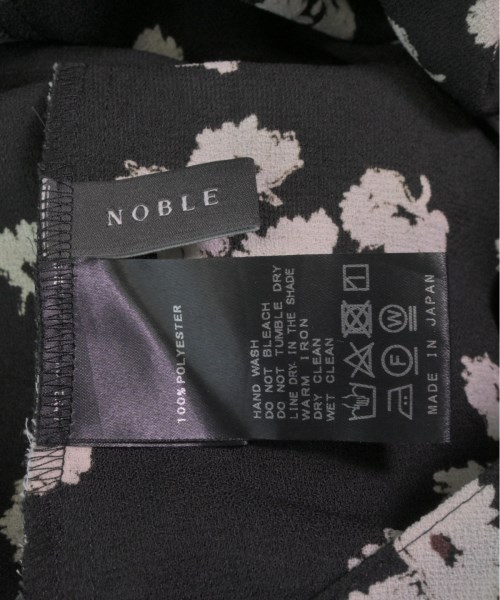 NOBLE
100% POLYESTER
HAND WASH
DO NOT BLEACH
DO NOT TUMBLE DRY
LINE DRY IN THE SHADE
WARM IRON
DRY CLEAN
WET CLEAN
F W
MADE IN JAPAN